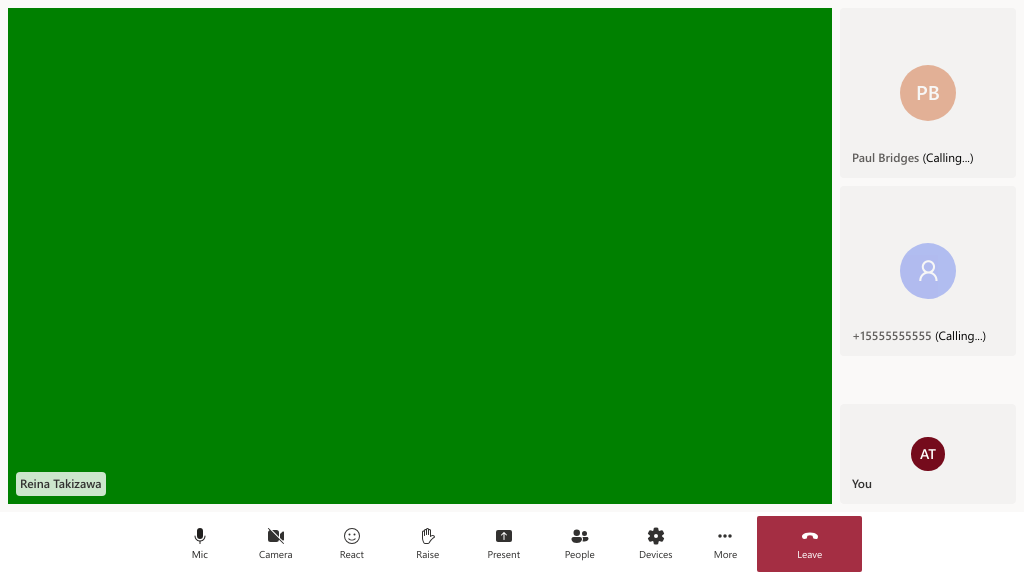 PB
Paul Bridges (Calling...)
+15555555555 (Calling...)
AT
You
Reina Takizawa
Mic
Camera
React
Raise
Present
People
Devices
More
Leave